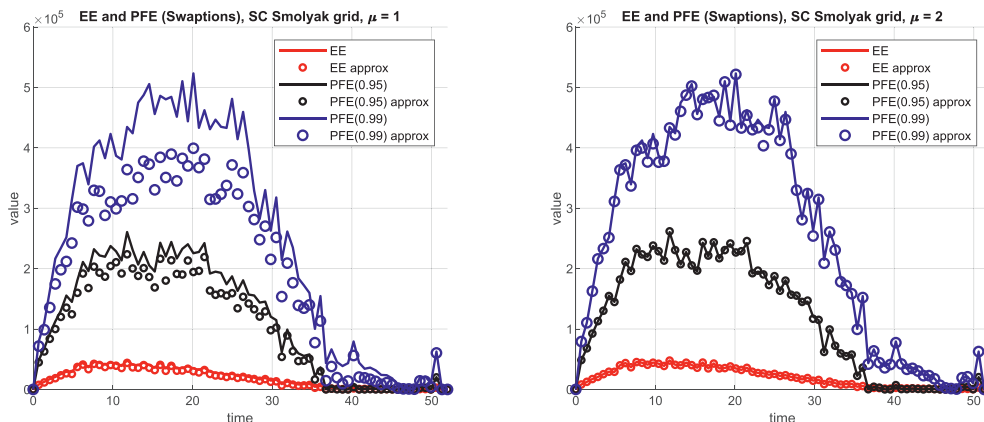 EE and PFE (Swaptions), SC Smolyak grid, μ = 1
×10⁵
6
5
4
3
2
1
0
value
0 10 20 30 40 50
time
EE
EE approx
PFE(0.95)
PFE(0.95) approx
PFE(0.99)
PFE(0.99) approx
EE and PFE (Swaptions), SC Smolyak grid, μ = 2
×10⁵
6
5
4
3
2
1
0
value
0 10 20 30 40 50
time
EE
EE approx
PFE(0.95)
PFE(0.95) approx
PFE(0.99)
PFE(0.99) approx